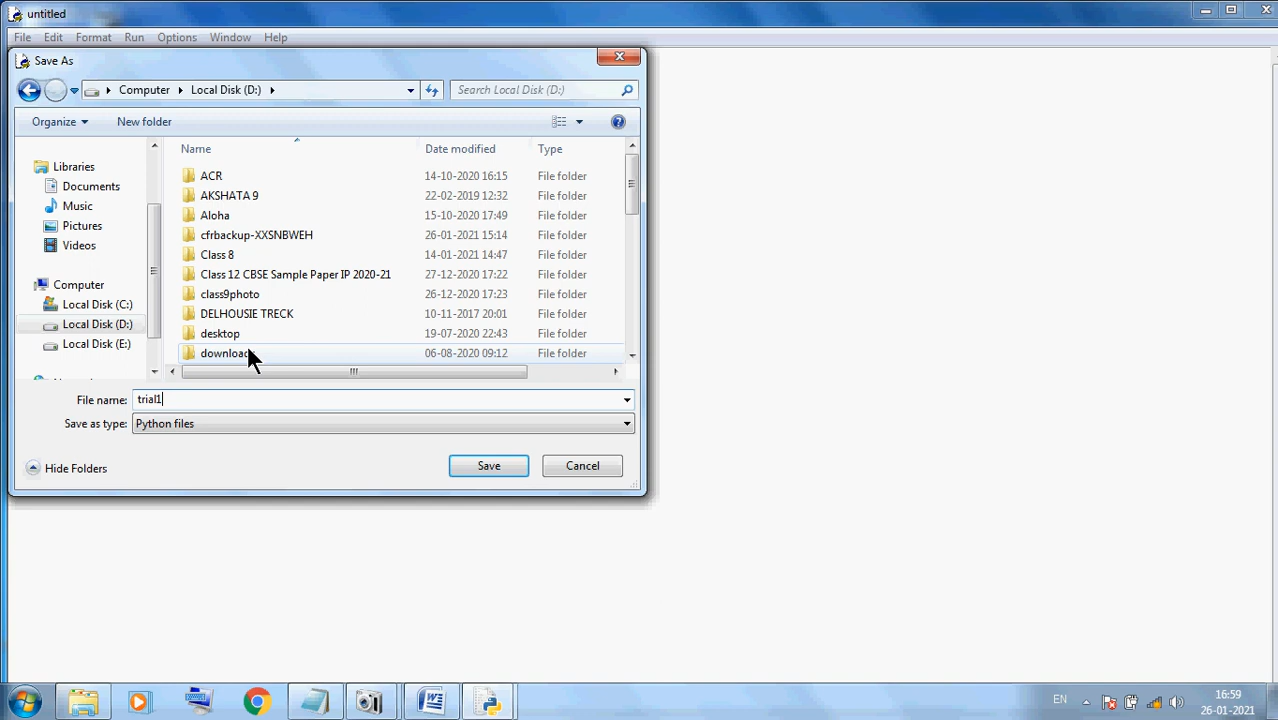 untitled
File Edit Format Run Options Window Help
Save As
Computer Local Disk (D:) Search Local Disk (D:)
Organize New folder
Name Date modified Type
Libraries
Documents
Music
Pictures
Videos
Computer
Local Disk (C:)
Local Disk (D:)
Local Disk (E:)
ACR 14-10-2020 16:15 File folder
AKSHATA 9 22-02-2019 12:32 File folder
Aloha 15-10-2020 17:49 File folder
cfrbackup-XXSNBWEH 26-01-2021 15:14 File folder
Class 8 14-01-2021 14:47 File folder
Class 12 CBSE Sample Paper IP 2020-21 27-12-2020 17:22 File folder
class9photo 26-12-2020 17:23 File folder
DELHOUSIE TRECK 10-11-2017 20:01 File folder
desktop 19-07-2020 22:43 File folder
06-08-2020 09:12 File folder
File name: trial1
Save as type: Python files
Hide Folders Save Cancel
EN 16:59
26-01-2021